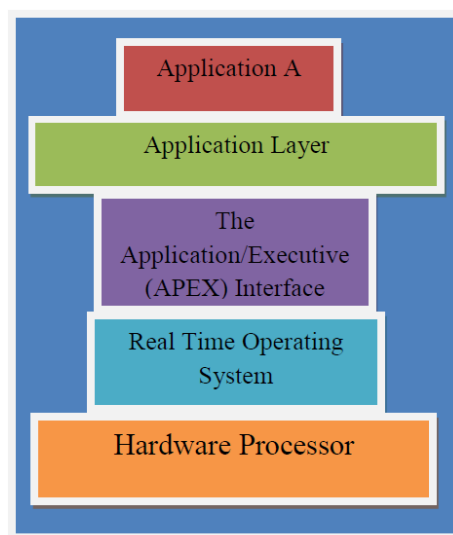 Application A
Application Layer
The
Application/Executive
(APEX) Interface
Real Time Operating
System
Hardware Processor